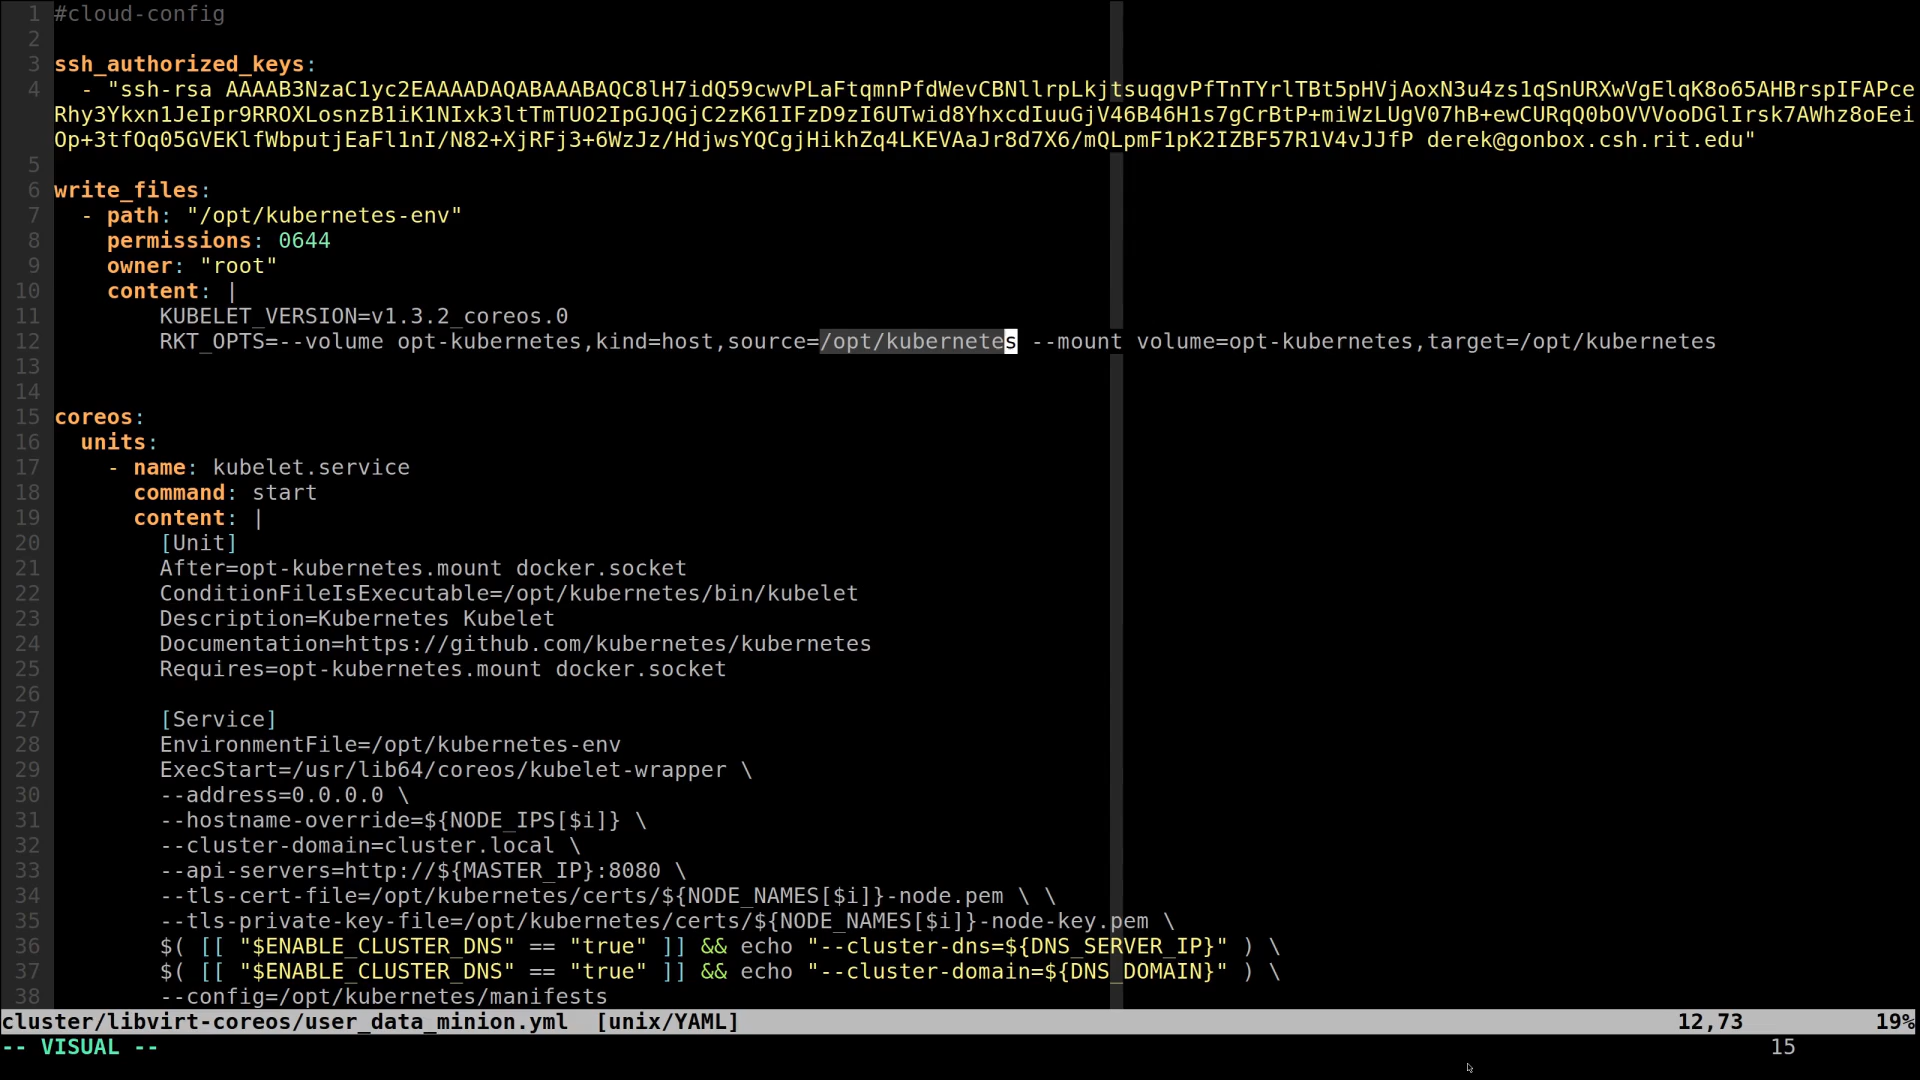 1 #cloud-config
2
3 ssh_authorized_keys:
4   - "ssh-rsa AAAAB3NzaC1yc2EAAAADAQABAAABAQC8lH7idQ59cwvPLaFtqmnPfdWevCBNllrpLkjtsuqgvPfTnTYrlTBt5pHVjAoxN3u4zs1qSnURXwVgElqK8o65AHBrspIFAPce
Rhy3Ykxn1JeIpr9RROXLosnzB1iK1NIxk3ltTmTUO2IpGJQGjC2zK61IFzD9zI6UTwid8YhxcdIuuGjV46B46H1s7gCrBtP+miWzLUgV07hB+ewCURqQ0bOVVVooDGlIrsk7AWhz8oEei
Op+3tfOq05GVEKlfWbputjEaFl1nI/N82+XjRFj3+6WzJz/HdjwsYQCgjHikhZq4LKEVAaJr8d7X6/mQLpmF1pK2IZBF57R1V4vJJfP derek@gonbox.csh.rit.edu"
5
6 write_files:
7   - path: "/opt/kubernetes-env"
8     permissions: 0644
9     owner: "root"
10     content: |
11         KUBELET_VERSION=v1.3.2_coreos.0
12         RKT_OPTS=--volume opt-kubernetes,kind=host,source=/opt/kubernetes --mount volume=opt-kubernetes,target=/opt/kubernetes
13
14
15 coreos:
16   units:
17     - name: kubelet.service
18       command: start
19       content: |
20         [Unit]
21         After=opt-kubernetes.mount docker.socket
22         ConditionFileIsExecutable=/opt/kubernetes/bin/kubelet
23         Description=Kubernetes Kubelet
24         Documentation=https://github.com/kubernetes/kubernetes
25         Requires=opt-kubernetes.mount docker.socket
26
27         [Service]
28         EnvironmentFile=/opt/kubernetes-env
29         ExecStart=/usr/lib64/coreos/kubelet-wrapper \
30         --address=0.0.0.0 \
31         --hostname-override=${NODE_IPS[$i]} \
32         --cluster-domain=cluster.local \
33         --api-servers=http://${MASTER_IP}:8080 \
34         --tls-cert-file=/opt/kubernetes/certs/${NODE_NAMES[$i]}-node.pem \ \
35         --tls-private-key-file=/opt/kubernetes/certs/${NODE_NAMES[$i]}-node-key.pem \
36         $( [[ "$ENABLE_CLUSTER_DNS" == "true" ]] && echo "--cluster-dns=${DNS_SERVER_IP}" ) \
37         $( [[ "$ENABLE_CLUSTER_DNS" == "true" ]] && echo "--cluster-domain=${DNS_DOMAIN}" ) \
38         --config=/opt/kubernetes/manifests
cluster/libvirt-coreos/user_data_minion.yml  [unix/YAML] 12,73 19%
-- VISUAL -- 15